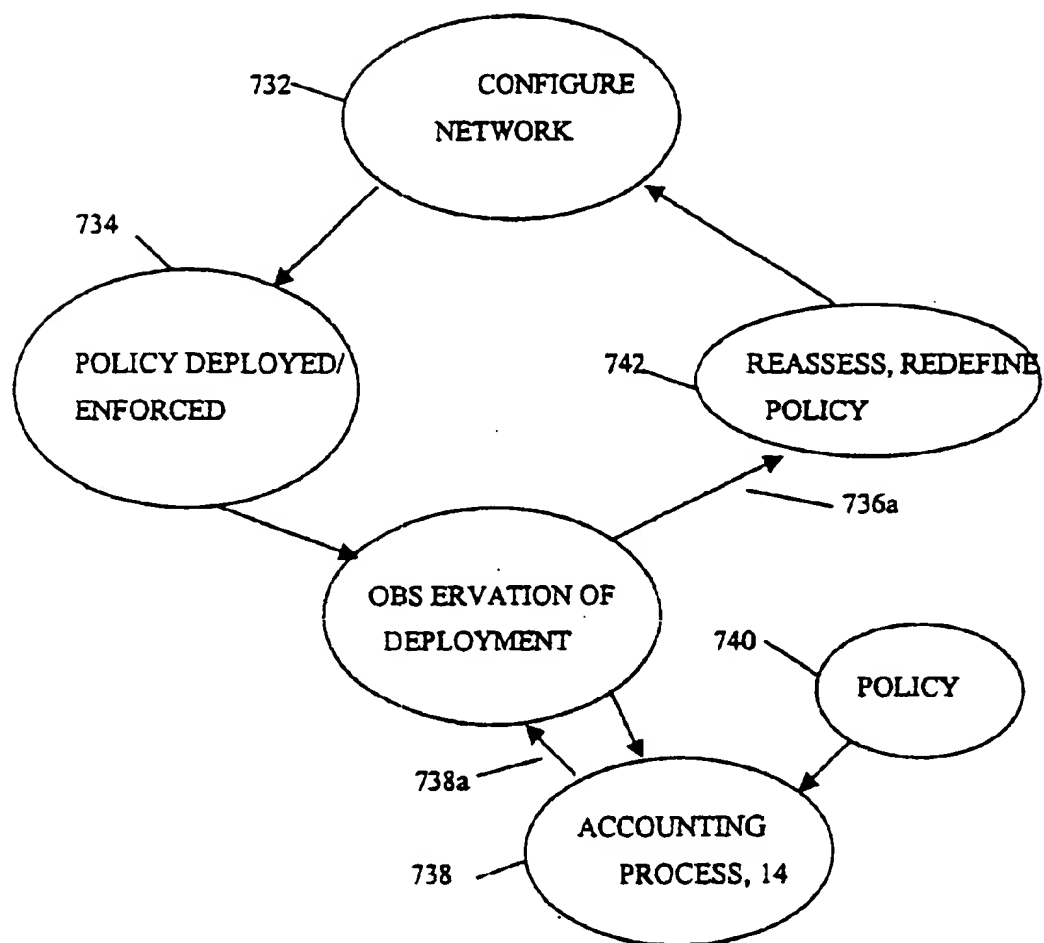 732
CONFIGURE
NETWORK
734
POLICY DEPLOYED/
ENFORCED
742
REASSESS, REDEFINE
POLICY
736a
OBS ERVATION OF
DEPLOYMENT
740
POLICY
738a
ACCOUNTING
PROCESS, 14
738